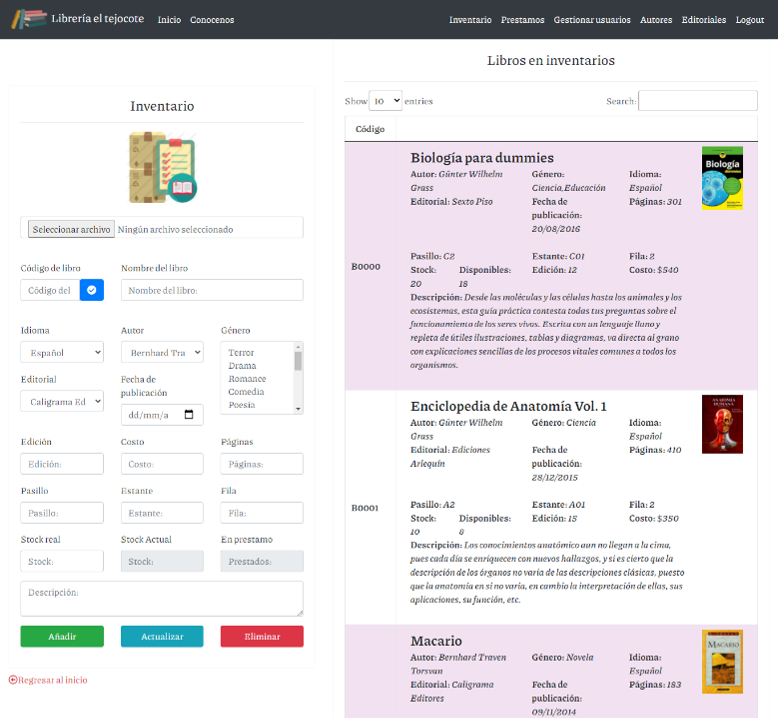 Librería el tejocote Inicio Conocenos Inventario Prestamos Gestionar usuarios Autores Editoriales Logout
Inventario
Seleccionar archivo Ningún archivo seleccionado
Código de libro Nombre del libro
Código del Nombre del libro:
Idioma Autor Género
Español Bernhard Tra Terror
Drama
Romance
Comedia
Poesia
Editorial Fecha de
publicación
Caligrama Ed dd/mm/a
Edición Costo Páginas
Edición: Costo: Páginas:
Pasillo Estante Fila
Pasillo: Estante: Fila:
Stock real Stock Actual En prestamo
Stock: Stock: Prestados:
Descripción:
Añadir Actualizar Eliminar
Regresar al inicio
Libros en inventarios
Show 10 entries Search:
Código
B0000
Biología para dummies
Autor: Günter Wilhelm Género: Idioma:
Grass Ciencia,Educación Español
Editorial: Sexto Piso Fecha de Páginas: 301
publicación:
20/08/2016
Pasillo: C2 Estante: C01 Fila: 2
Stock: Disponibles: Edición: 12 Costo: $540
20 18
Descripción: Desde las moléculas y las células hasta los animales y los
ecosistemas, esta guía práctica contesta todas tus preguntas sobre el
funcionamiento de los seres vivos. Escrita con un lenguaje llano y
repleta de útiles ilustraciones, tablas y diagramas, va directa al grano
con explicaciones sencillas de los procesos vitales comunes a todos los
organismos.
Biología
dummies
B0001
Enciclopedia de Anatomía Vol. 1
Autor: Günter Wilhelm Género: Ciencia Idioma:
Grass Español
Editorial: Ediciones Fecha de Páginas: 410
Arlequín publicación:
28/12/2015
Pasillo: A2 Estante: A01 Fila: 2
Stock: Disponibles: Edición: 15 Costo: $350
10 8
Descripción: Los conocimientos anatómico aun no llegan a la cima,
pues cada día se enriquecen con nuevos hallazgos, y si es cierto que la
descripción de los órganos no varía de las descripciones clásicas, puesto
que la anatomía en si no varía, en cambio la interpretación de ellas, sus
aplicaciones, su función, etc.
Macario
Autor: Bernhard Traven Género: Novela Idioma:
Torsvan Español
Editorial: Caligrama Fecha de Páginas: 183
Editores publicación:
09/11/2014
MACARIO